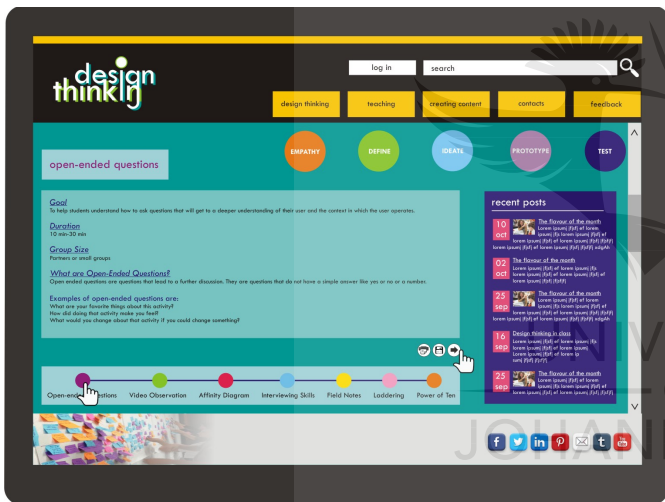 design
thinkIn
log in
search
design thinking
teaching
creating content
contacts
feedback
EMPATHY
DEFINE
IDEATE
PROTOTYPE
TEST
open-ended questions
Goal
To help students understand how to ask questions that will get to a deeper understanding of their user and the context in which the user operates.
Duration
10 min-30 min
Group Size
Partners or small groups
What are Open-Ended Questions?
Open ended questions are questions that lead to a further discussion. They are questions that do not have a simple answer like yes or no or a number.
Examples of open-ended questions are:
What are your favorite things about this activity?
How did doing that activity make you feel?
What would you change about that activity if you could change something?
recent posts
10
oct
The flavour of the month
02
oct
The flavour of the month
25
sep
The flavour of the month
16
sep
Design thinking in class
25
sep
The flavour of the month
Open-ended Questions
Video Observation
Affinity Diagram
Interviewing Skills
Field Notes
Laddering
Power of Ten
UNIV
JOHANN